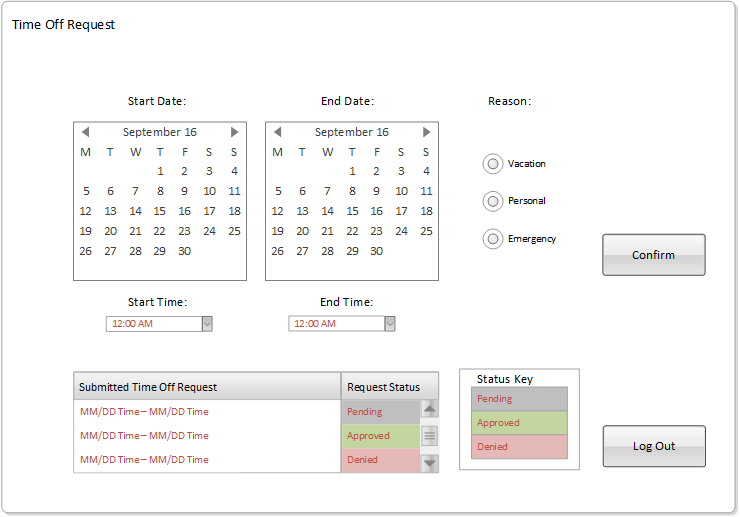 Time Off Request
Start Date: End Date: Reason:
September 16 September 16
M T W T F S S M T W T F S S
1 2 3 4 1 2 3 4
Vacation
5 6 7 8 9 10 11 5 6 7 8 9 10 11
Personal
12 13 14 15 16 17 18 12 13 14 15 16 17 18
19 20 21 22 23 24 25 19 20 21 22 23 24 25
Emergency
26 27 28 29 30 26 27 28 29 30
Confirm
Start Time: End Time:
12:00 AM 12:00 AM
Submitted Time Off Request Request Status
MM/DD Time – MM/DD Time Pending
MM/DD Time – MM/DD Time Approved
MM/DD Time – MM/DD Time Denied
Status Key
Pending
Approved
Denied
Log Out